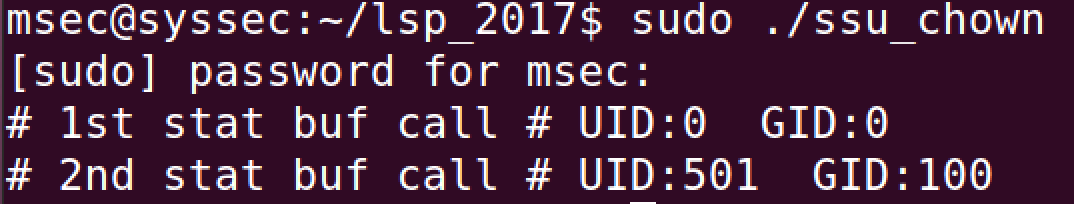 msec@syssec:~/lsp_2017$ sudo ./ssu_chown
[sudo] password for msec:
# 1st stat buf call # UID:0  GID:0
# 2nd stat buf call # UID:501  GID:100